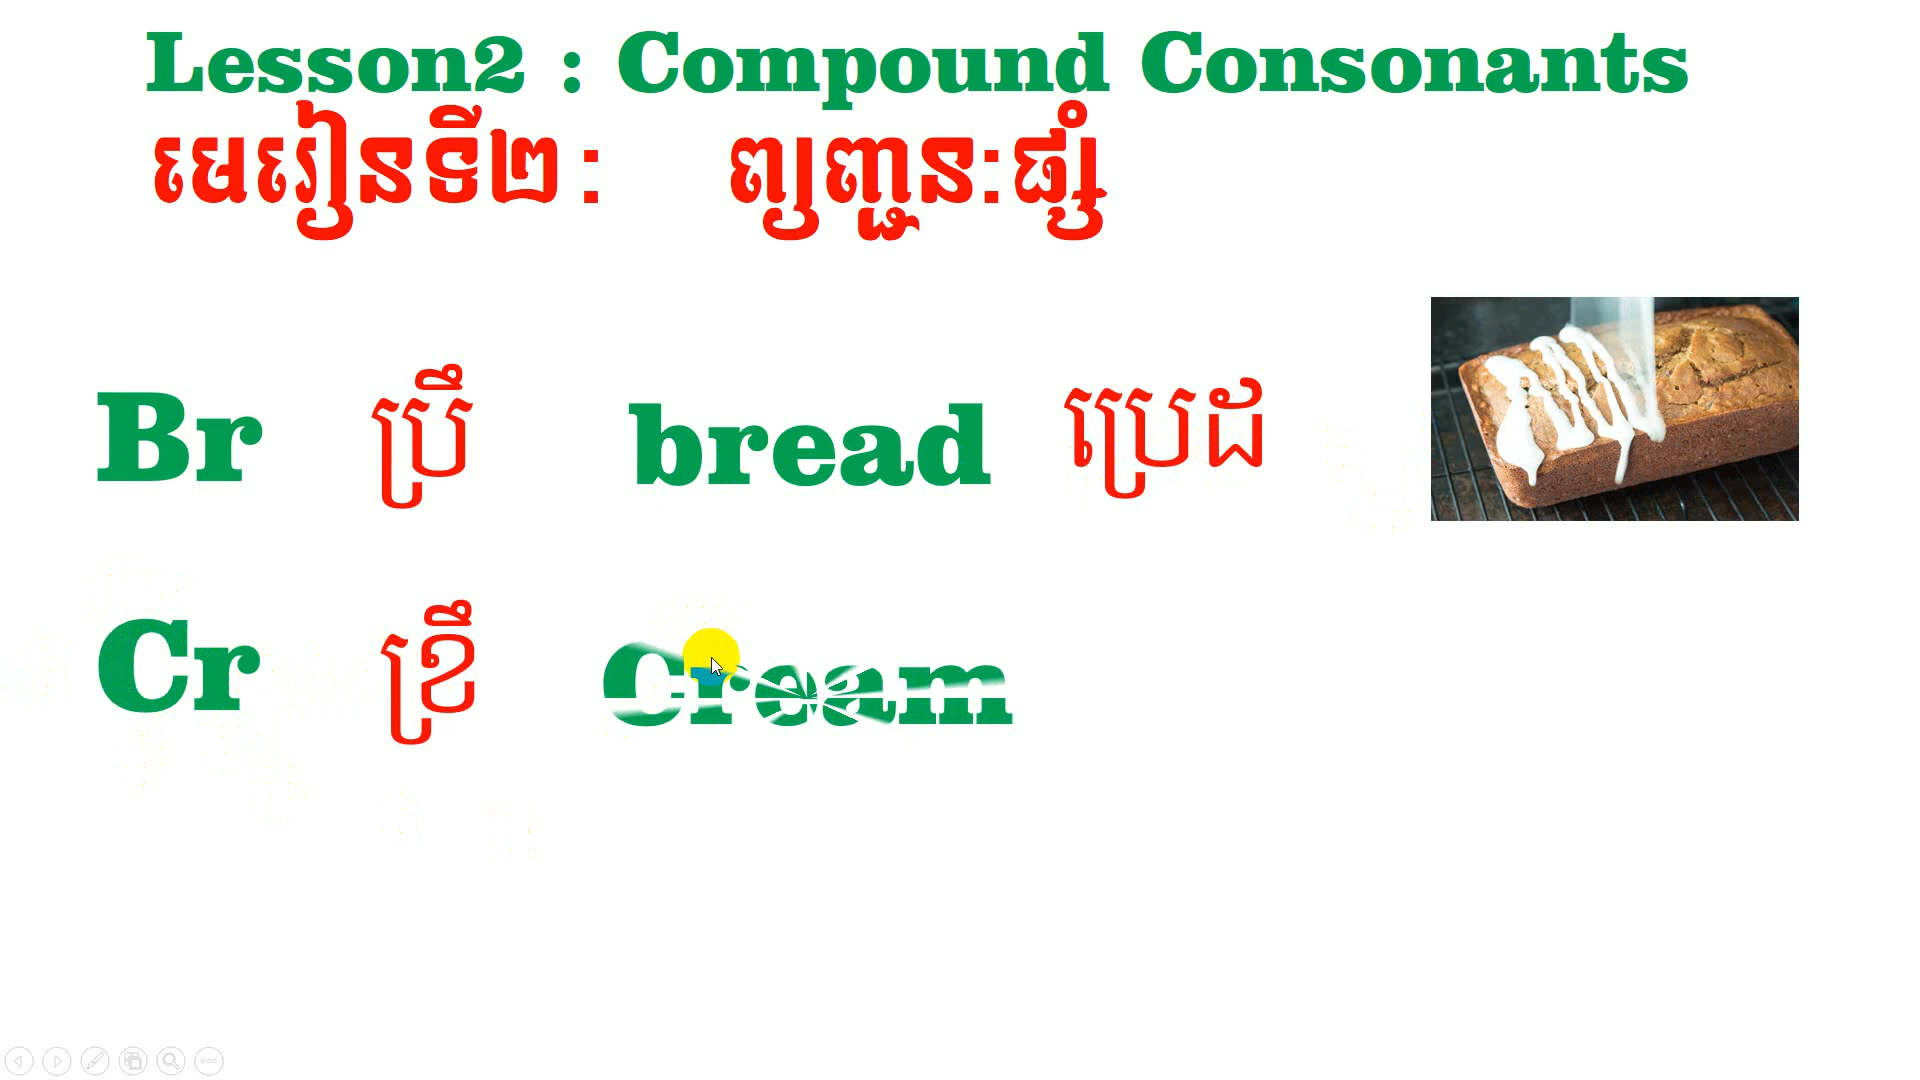 Lesson2 : Compound Consonants
មេរៀនទី២: ព្យញ្ជនៈផ្សំ
Br ប្រឹ bread ប្រេដ
Cr ខ្រឹ Cream